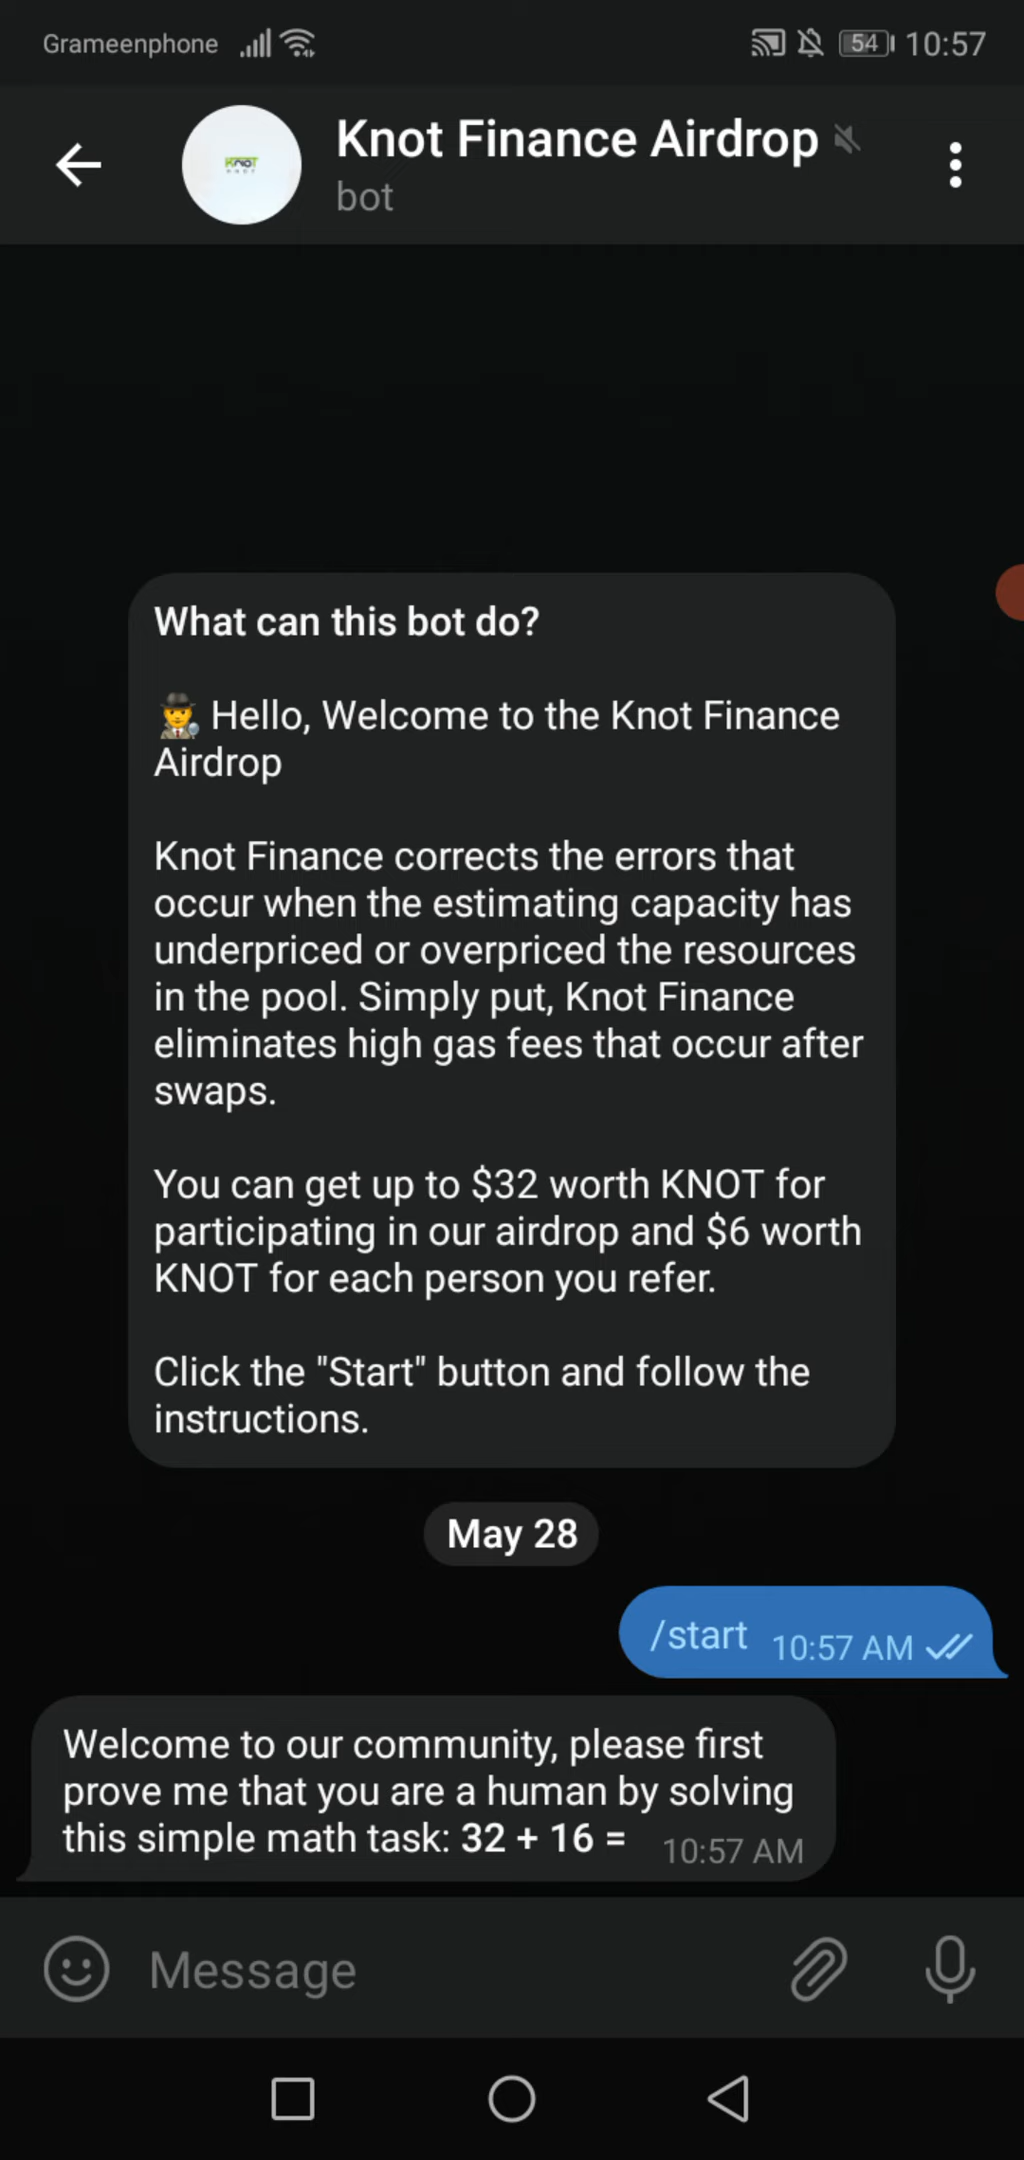 Grameenphone
54
10:57
Knot Finance Airdrop
bot
KNOT
What can this bot do?
🕵️ Hello, Welcome to the Knot Finance
Airdrop
Knot Finance corrects the errors that
occur when the estimating capacity has
underpriced or overpriced the resources
in the pool. Simply put, Knot Finance
eliminates high gas fees that occur after
swaps.
You can get up to $32 worth KNOT for
participating in our airdrop and $6 worth
KNOT for each person you refer.
Click the "Start" button and follow the
instructions.
May 28
/start 10:57 AM
Welcome to our community, please first
prove me that you are a human by solving
this simple math task: 32 + 16 = 10:57 AM
Message